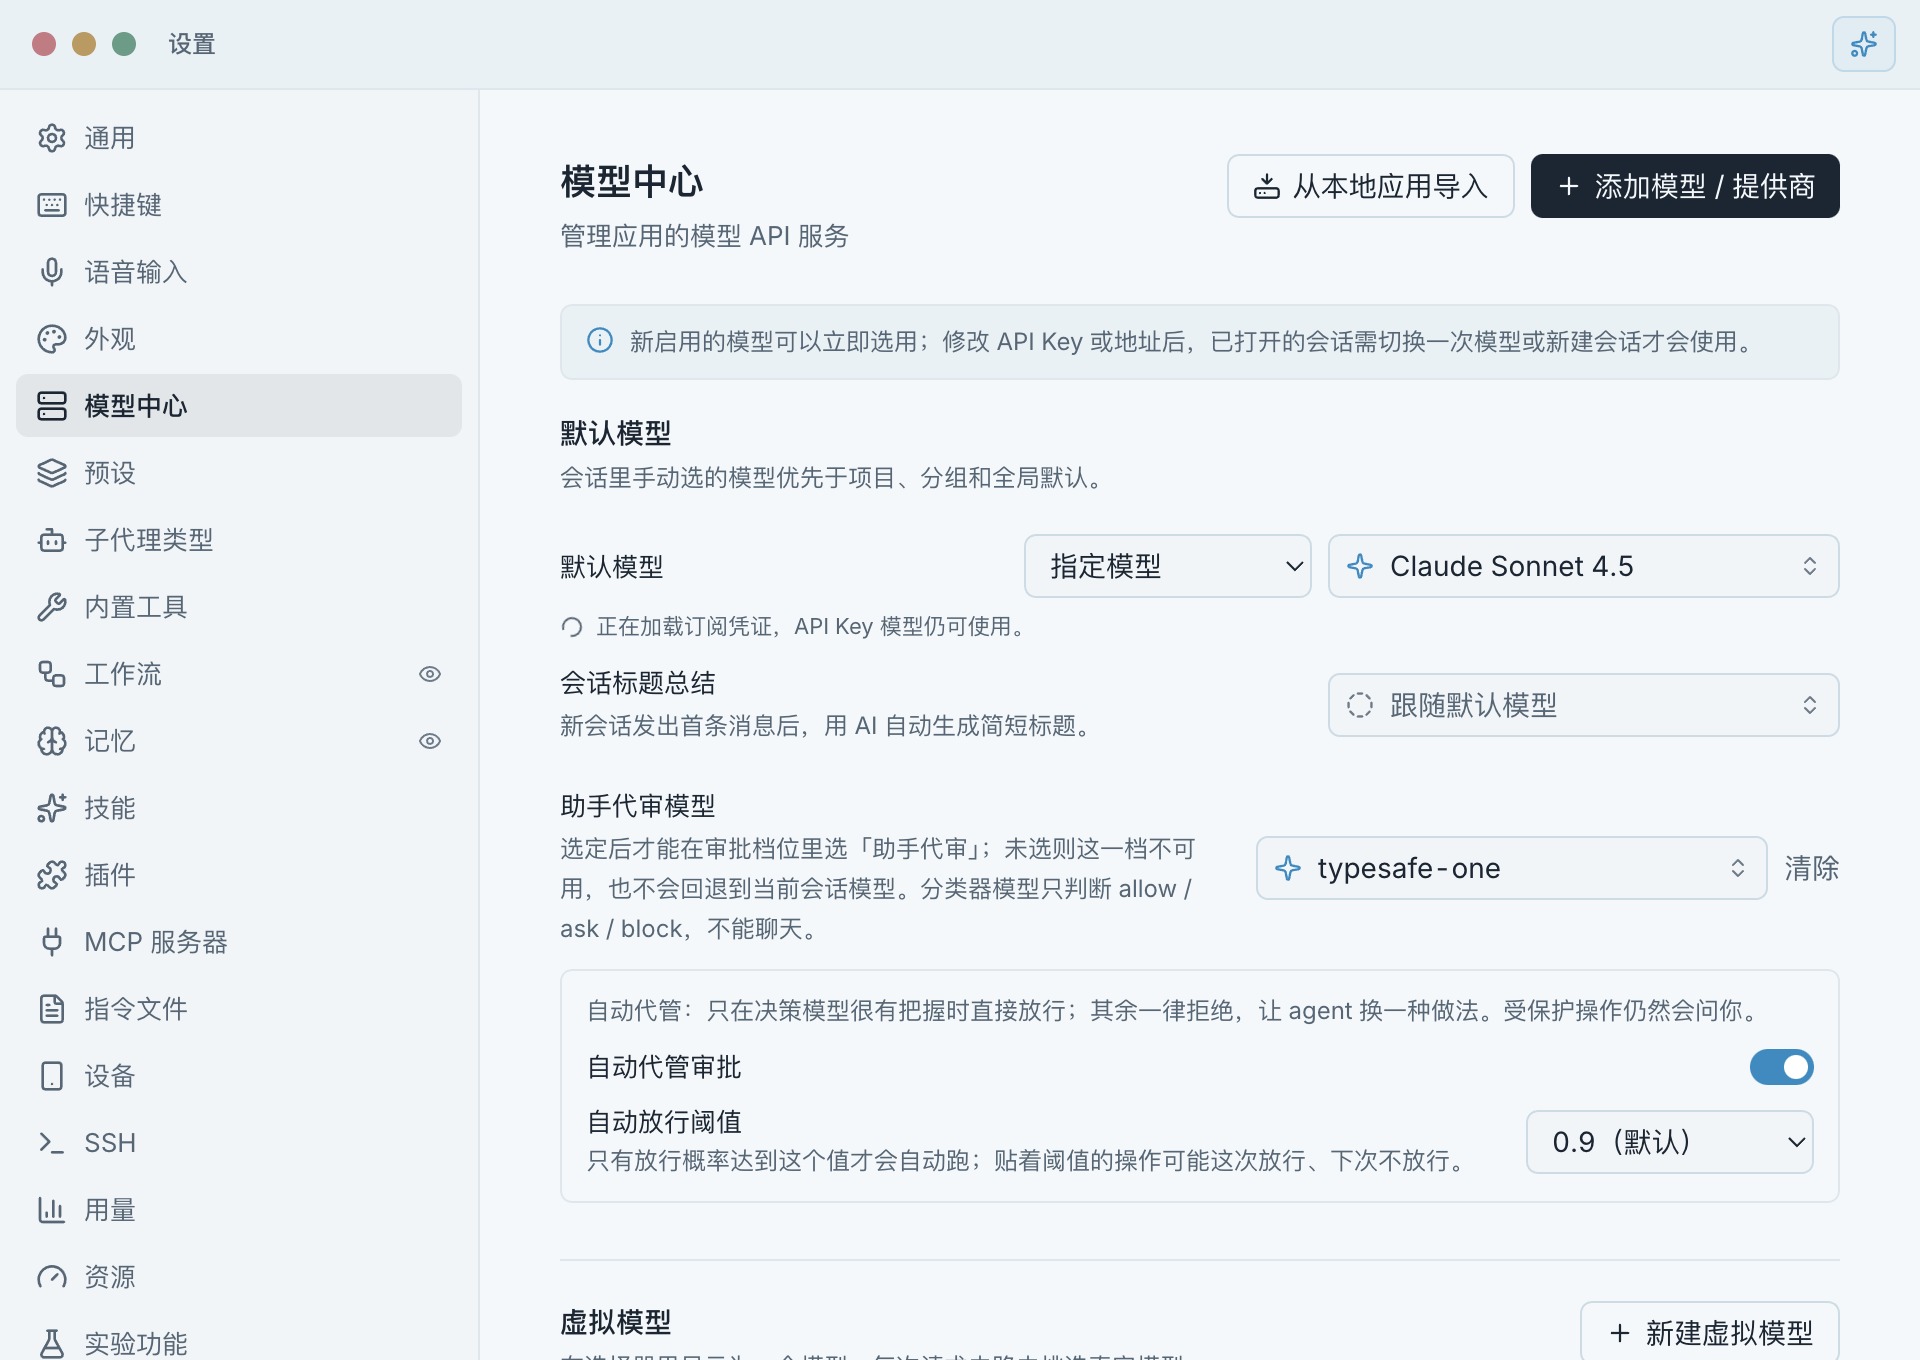 设置
通用
快捷键
语音输入
外观
模型中心
预设
子代理类型
内置工具
工作流
记忆
技能
插件
MCP 服务器
指令文件
设备
SSH
用量
资源
实验功能
模型中心
管理应用的模型 API 服务
从本地应用导入
添加模型 / 提供商
新启用的模型可以立即选用；修改 API Key 或地址后，已打开的会话需切换一次模型或新建会话才会使用。
默认模型
会话里手动选的模型优先于项目、分组和全局默认。
默认模型
指定模型
Claude Sonnet 4.5
正在加载订阅凭证，API Key 模型仍可使用。
会话标题总结
新会话发出首条消息后，用 AI 自动生成简短标题。
跟随默认模型
助手代审模型
选定后才能在审批档位里选「助手代审」；未选则这一档不可
用，也不会回退到当前会话模型。分类器模型只判断 allow /
ask / block，不能聊天。
typesafe-one
清除
自动代管：只在决策模型很有把握时直接放行；其余一律拒绝，让 agent 换一种做法。受保护操作仍然会问你。
自动代管审批
自动放行阈值
只有放行概率达到这个值才会自动跑；贴着阈值的操作可能这次放行、下次不放行。
0.9（默认）
虚拟模型
新建虚拟模型